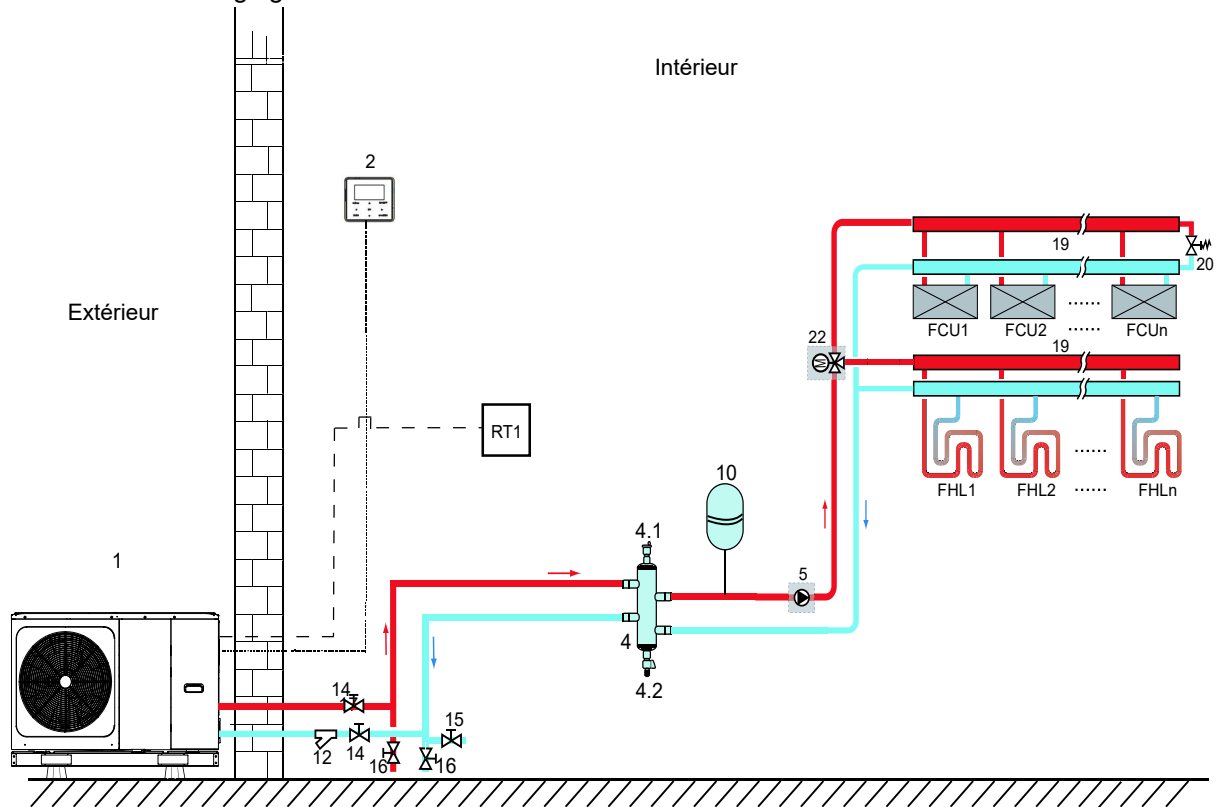 Intérieur
2
19
20
Extérieur
FCU1 FCU2 ...... FCUn
......
22
19
RT1
10
FHL1 FHL2 ...... FHLn
......
4.1
1
5
4
14
4.2
15
12 14 16 16